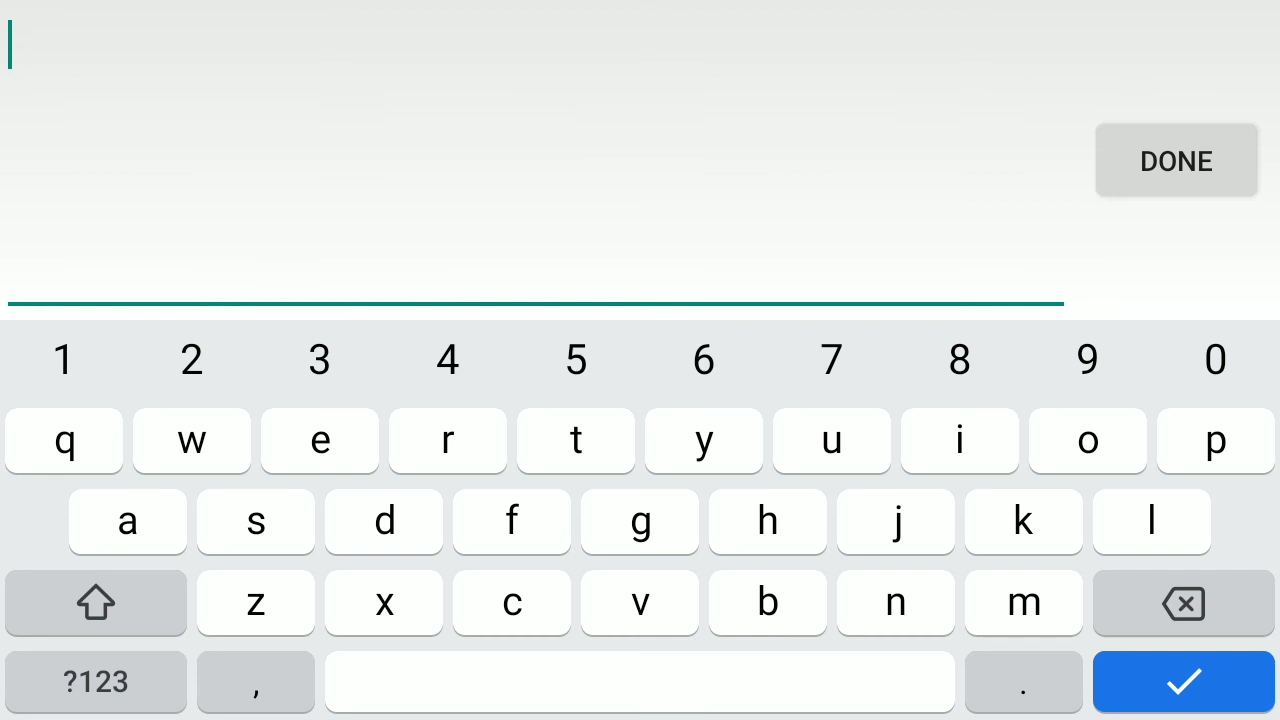 DONE
1 2 3 4 5 6 7 8 9 0
q w e r t y u i o p
a s d f g h j k l
z x c v b n m
?123 , .